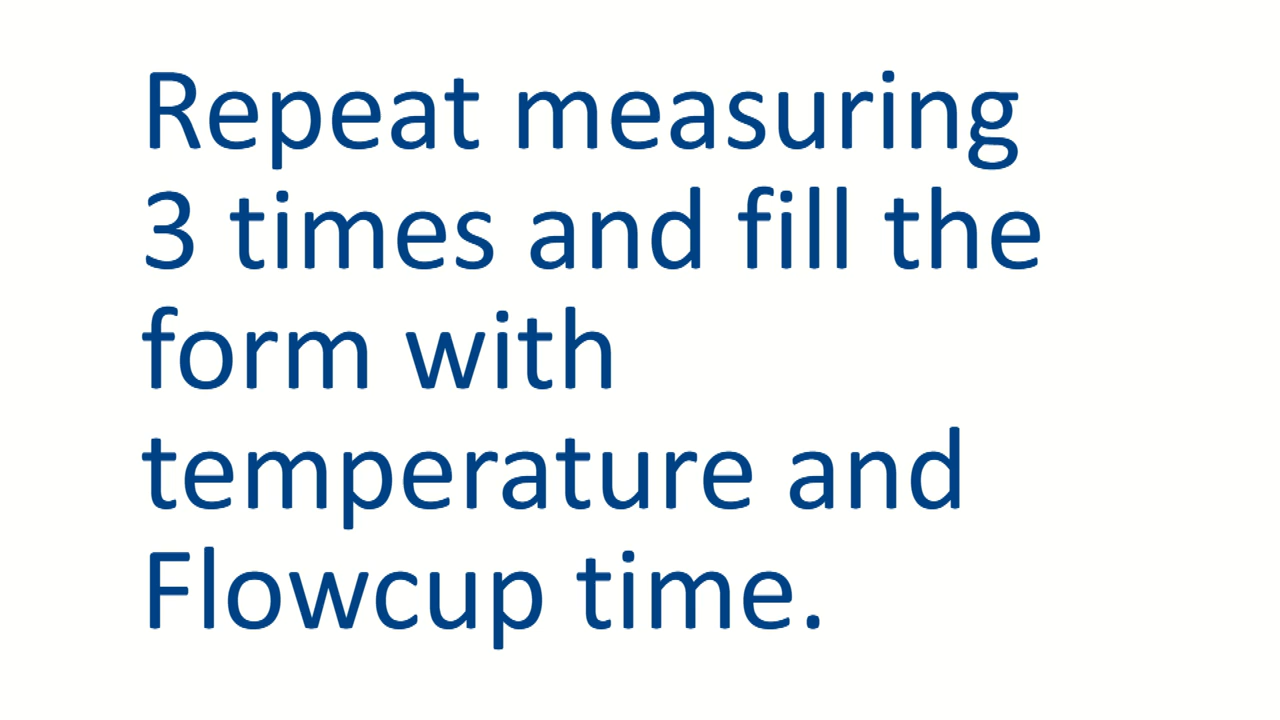 Repeat measuring
3 times and fill the
form with
temperature and
Flowcup time.